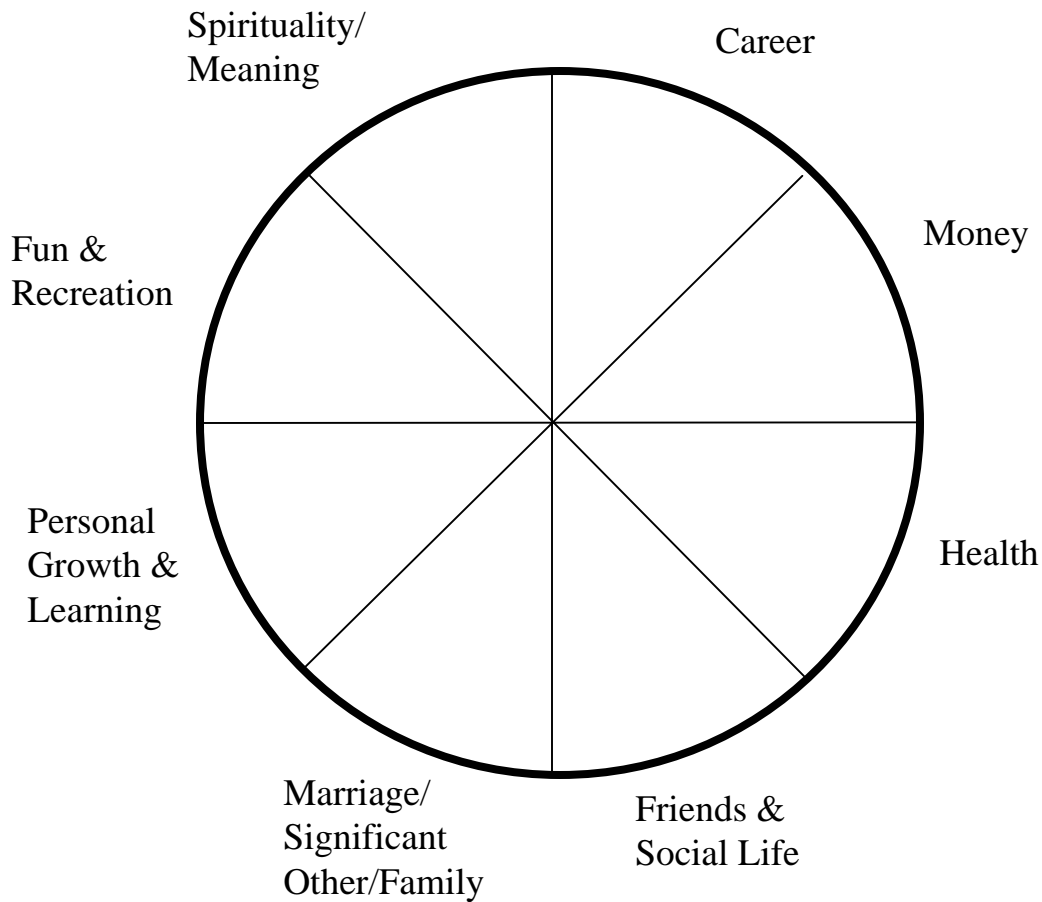 Spirituality/
Meaning
Career
Money
Health
Friends &
Social Life
Marriage/
Significant
Other/Family
Personal
Growth &
Learning
Fun &
Recreation